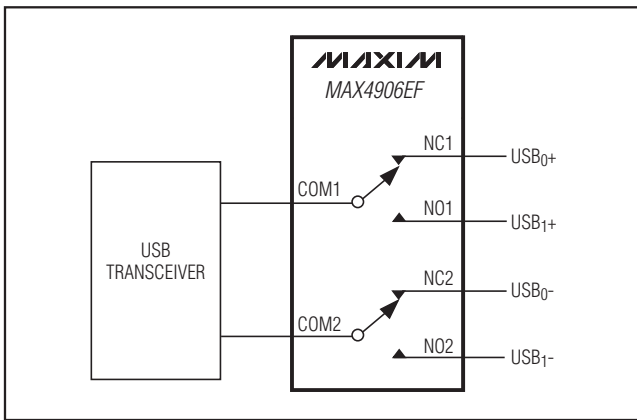 MAXIM
MAX4906EF
NC1
USB0+
COM1
NO1
USB1+
USB
TRANSCEIVER
NC2
USB0-
COM2
NO2
USB1-